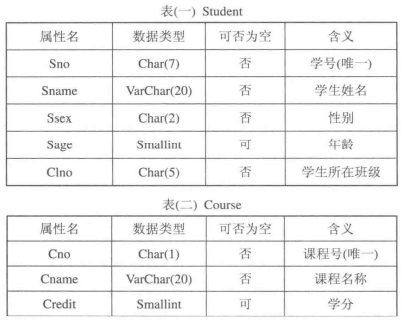 表(一) Student
属性名 数据类型 可否为空 含义
Sno Char(7) 否 学号(唯一)
Sname VarChar(20) 否 学生姓名
Ssex Char(2) 否 性别
Sage Smallint 可 年龄
Clno Char(5) 否 学生所在班级
表(二) Course
属性名 数据类型 可否为空 含义
Cno Char(1) 否 课程号(唯一)
Cname VarChar(20) 否 课程名称
Credit Smallint 可 学分